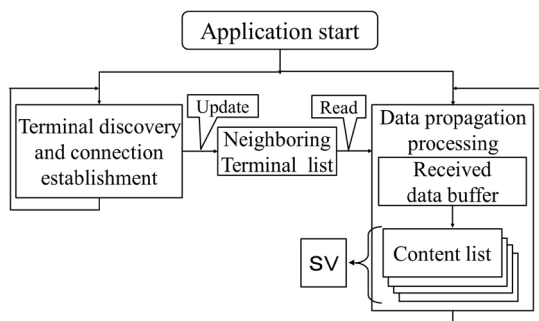 Application start
Update
Read
Terminal discovery
and connection
establishment
Neighboring
Terminal list
Data propagation
processing
Received
data buffer
Content list
SV